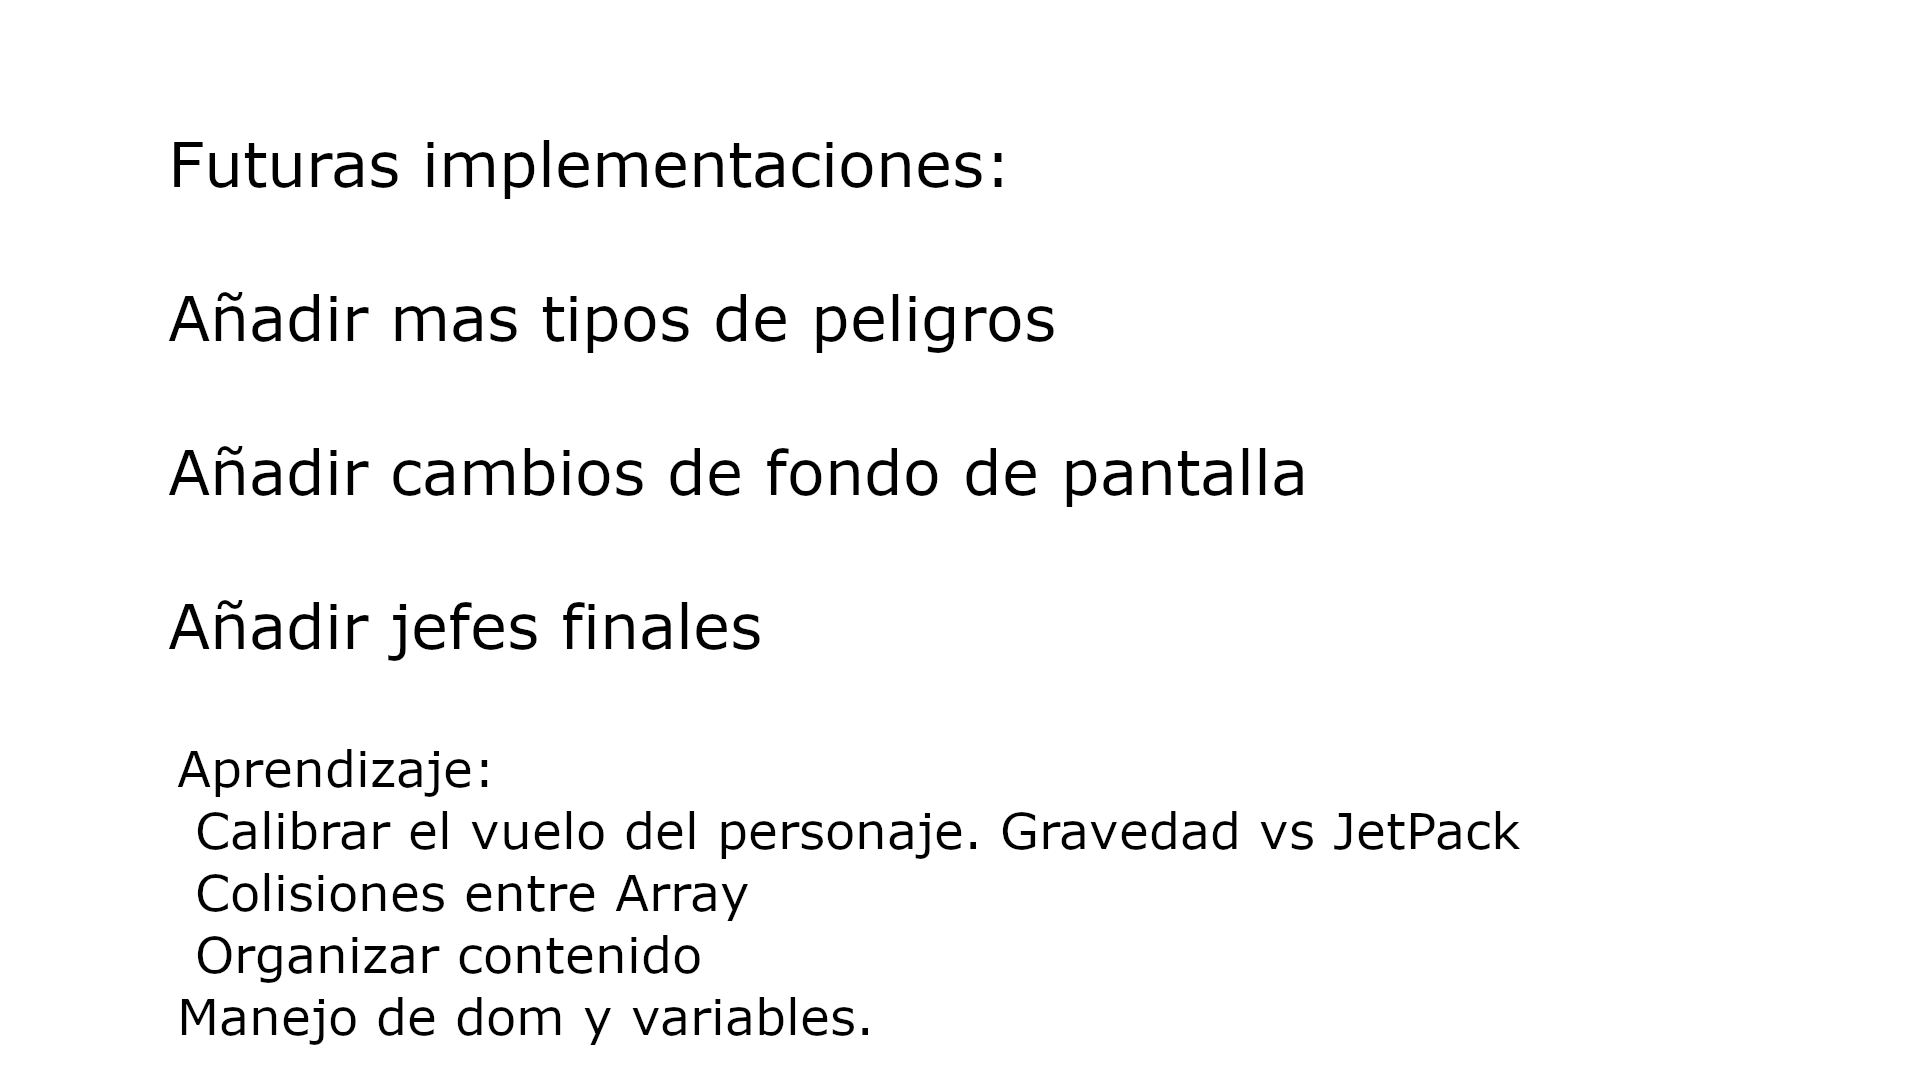 Futuras implementaciones:
Añadir mas tipos de peligros
Añadir cambios de fondo de pantalla
Añadir jefes finales
Aprendizaje:
Calibrar el vuelo del personaje. Gravedad vs JetPack
Colisiones entre Array
Organizar contenido
Manejo de dom y variables.